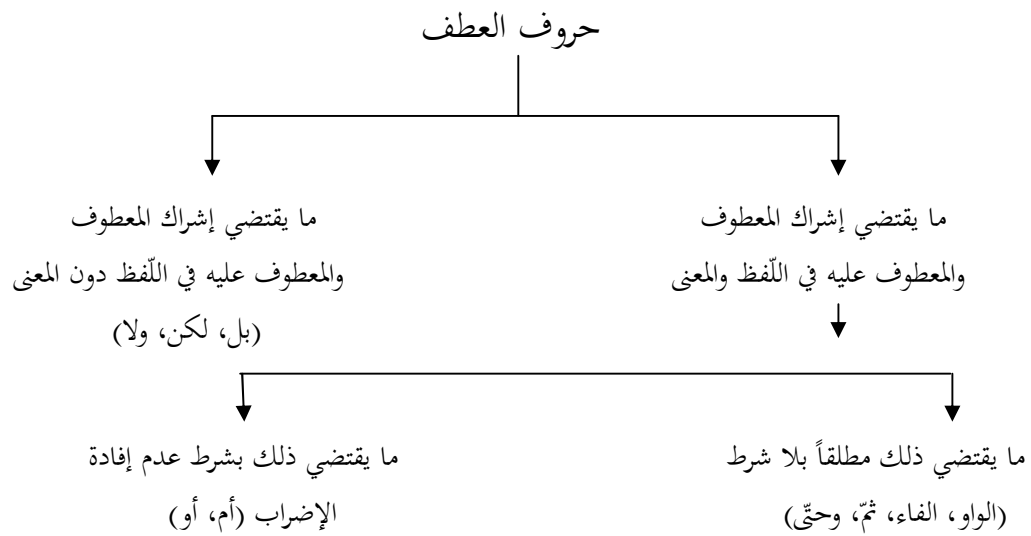 حروف العطف
ما يقتضي إشراك المعطوف
والمعطوف عليه في اللّفظ والمعنى
ما يقتضي إشراك المعطوف
والمعطوف عليه في اللّفظ دون المعنى
(بل، لكن، ولا)
ما يقتضي ذلك مطلقاً بلا شرط
(الواو، الفاء، ثمّ، وحتّى)
ما يقتضي ذلك بشرط عدم إفادة
الإضراب (أم، أو)